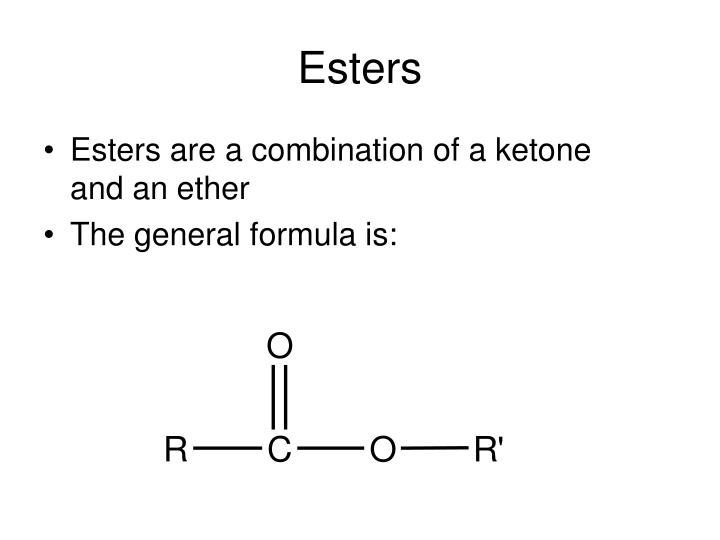 Esters
• Esters are a combination of a ketone
and an ether
• The general formula is:
O
R C O R'